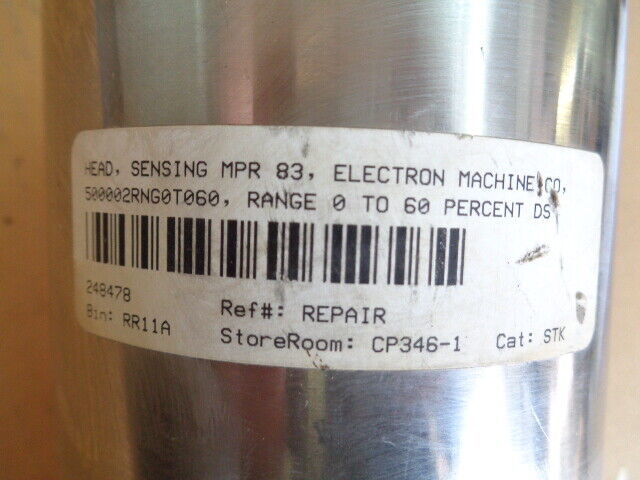 HEAD, SENSING MPR 83, ELECTRON MACHINE CO,
500002RNG0T060, RANGE 0 TO 60 PERCENT DS
248478
Ref#: REPAIR
Bin: RR11A
StoreRoom: CP346-1 Cat: STK